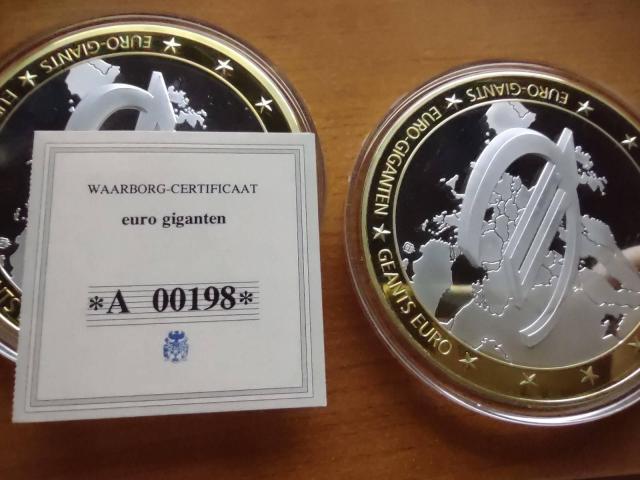 EURO-GIANTS
WAARBORG-CERTIFICAAT
euro giganten
*A 00198*
EURO-GIANTS
EURO-GIGANTEN
GEANTS EURO